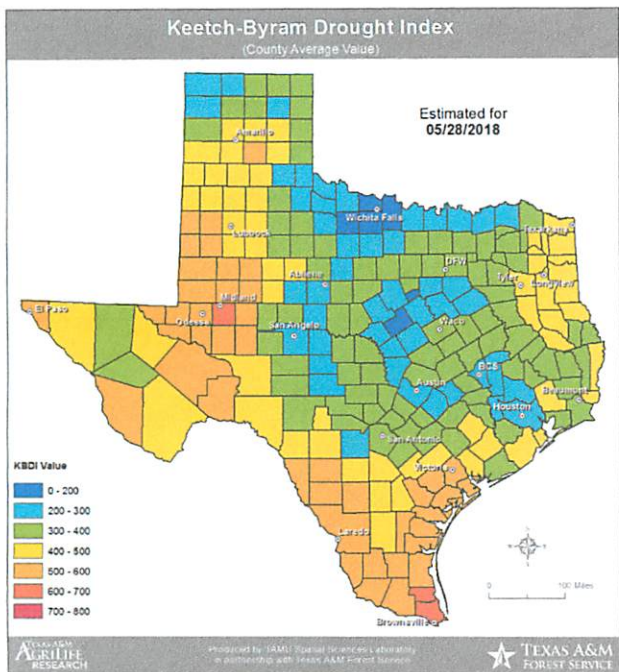 Keetch-Byram Drought Index
(County Average Value)
Estimated for
05/28/2018
Amarillo
Wichita Falls
Lubbock
Texarkana
DFW
Abilene
Tyler
Longview
El Paso
Midland
Odessa
San Angelo
Waco
BCS
Austin
Beaumont
Houston
San Antonio
Victoria
Laredo
Brownsville
KBDI Value
0 - 200
200 - 300
300 - 400
400 - 500
500 - 600
600 - 700
700 - 800
0 100 Miles
TEXAS A&M
AGRILIFE
RESEARCH
Produced by TAMU Spatial Sciences Laboratory
in partnership with Texas A&M Forest Service
TEXAS A&M
FOREST SERVICE